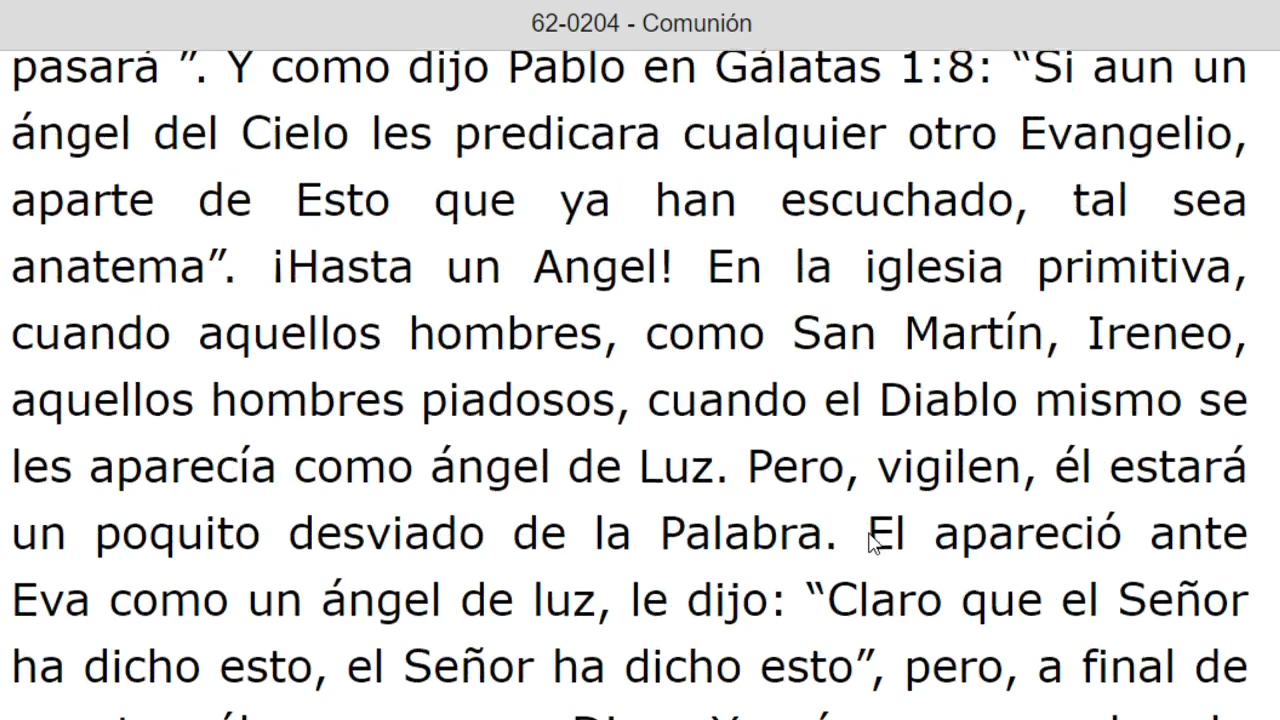 62-0204 - Comunión
pasará ”. Y como dijo Pablo en Gálatas 1:8: “Si aun un
ángel del Cielo les predicara cualquier otro Evangelio,
aparte de Esto que ya han escuchado, tal sea
anatema”. ¡Hasta un Angel! En la iglesia primitiva,
cuando aquellos hombres, como San Martín, Ireneo,
aquellos hombres piadosos, cuando el Diablo mismo se
les aparecía como ángel de Luz. Pero, vigilen, él estará
un poquito desviado de la Palabra. El apareció ante
Eva como un ángel de luz, le dijo: “Claro que el Señor
ha dicho esto, el Señor ha dicho esto”, pero, a final de